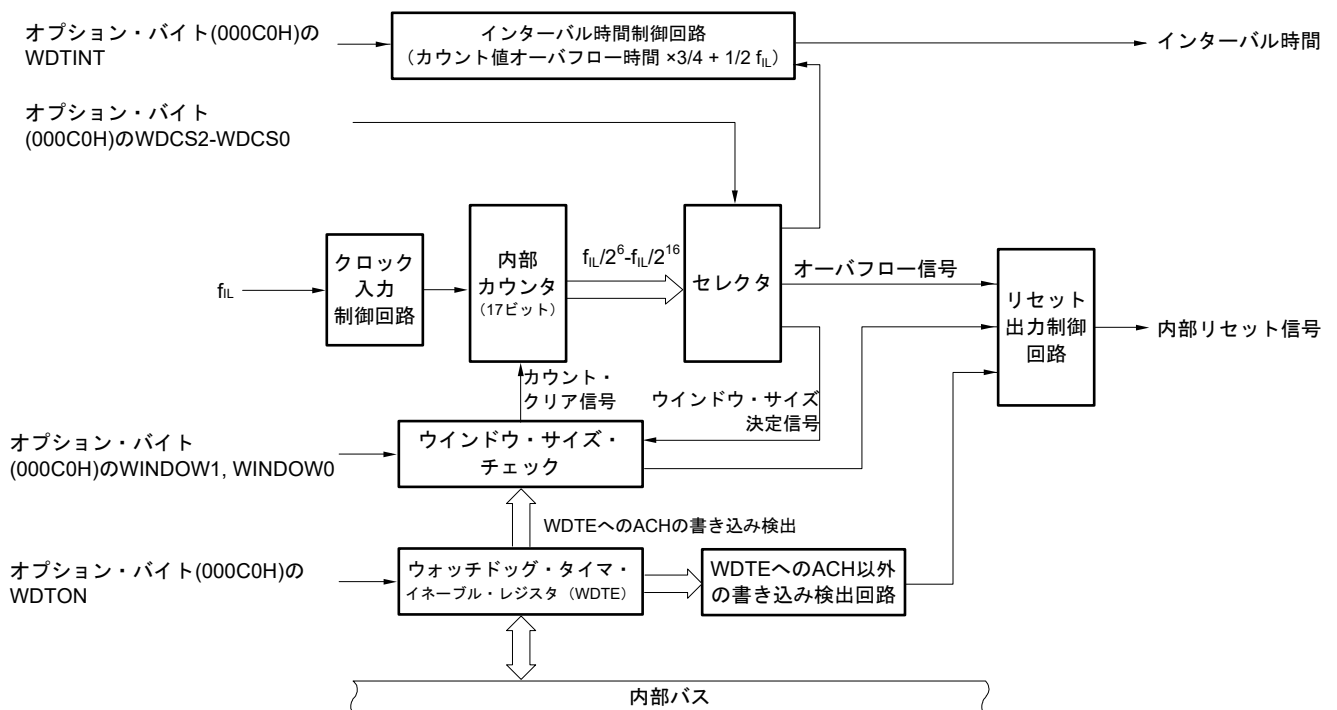 オプション・バイト(000C0H)の
WDTINT
インターバル時間制御回路
（カウント値オーバフロー時間 ×3/4 + 1/2 fIL）
インターバル時間
オプション・バイト
(000C0H)のWDCS2-WDCS0
fIL
クロック
入力
制御回路
内部
カウンタ
（17ビット）
fIL/2^6-fIL/2^16
セレクタ
オーバフロー信号
リセット
出力制御
回路
内部リセット信号
カウント・
クリア信号
ウインドウ・サイズ
決定信号
オプション・バイト
(000C0H)のWINDOW1, WINDOW0
ウインドウ・サイズ・
チェック
WDTEへのACHの書き込み検出
オプション・バイト(000C0H)の
WDTON
ウォッチドッグ・タイマ・
イネーブル・レジスタ（WDTE）
WDTEへのACH以外
の書き込み検出回路
内部バス